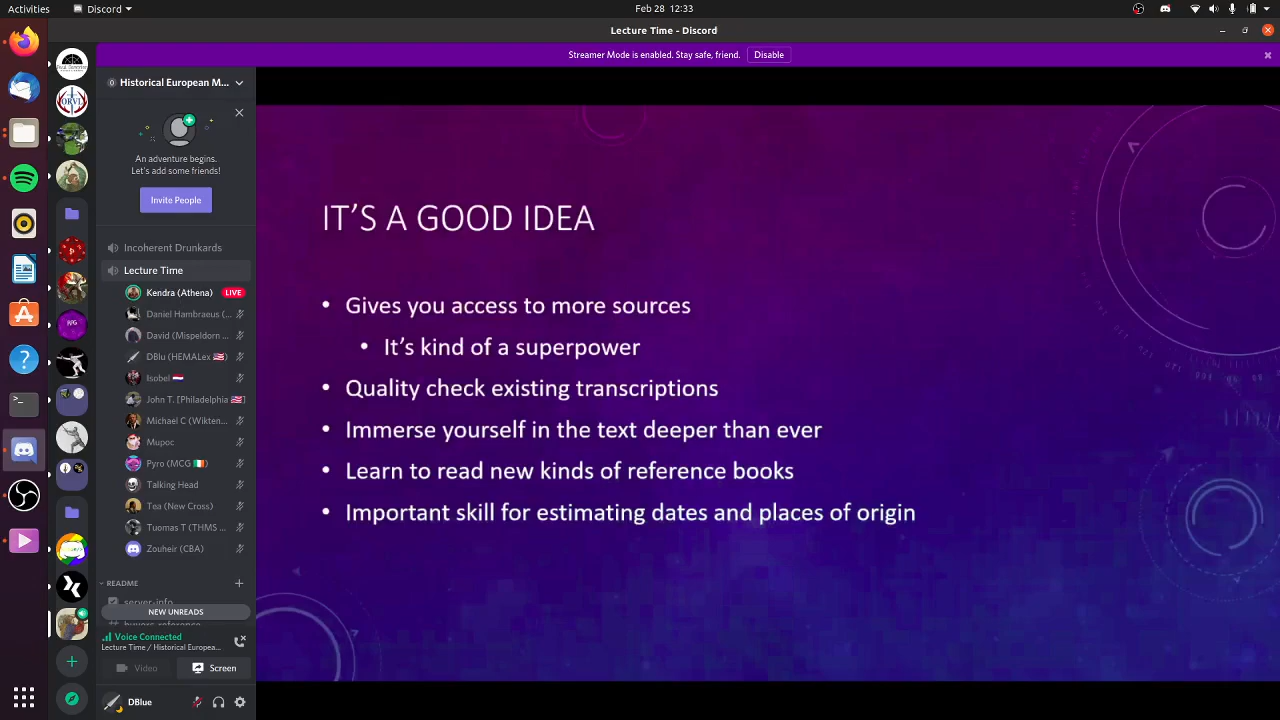 Activities
Discord
Feb 28 12:33
Lecture Time - Discord
Streamer Mode is enabled. Stay safe, friend.
Disable
Historical European M...
An adventure begins.
Let's add some friends!
Invite People
Incoherent Drunkards
Lecture Time
Kendra (Athena) LIVE
Daniel Hambraeus (...
David (Mispeldorn ...
DBlu (HEMALex
Isobel
John T. [Philadelphia
Michael C (Wikten...
Mupoc
Pyro (MCG
Talking Head
Tea (New Cross)
Tuomas T (THMS ...
Zouheir (CBA)
README
server-info
NEW UNREADS
buyers-reference
Voice Connected
Lecture Time / Historical Europea...
Video
Screen
DBlue
IT'S A GOOD IDEA
• Gives you access to more sources
• It's kind of a superpower
• Quality check existing transcriptions
• Immerse yourself in the text deeper than ever
• Learn to read new kinds of reference books
• Important skill for estimating dates and places of origin